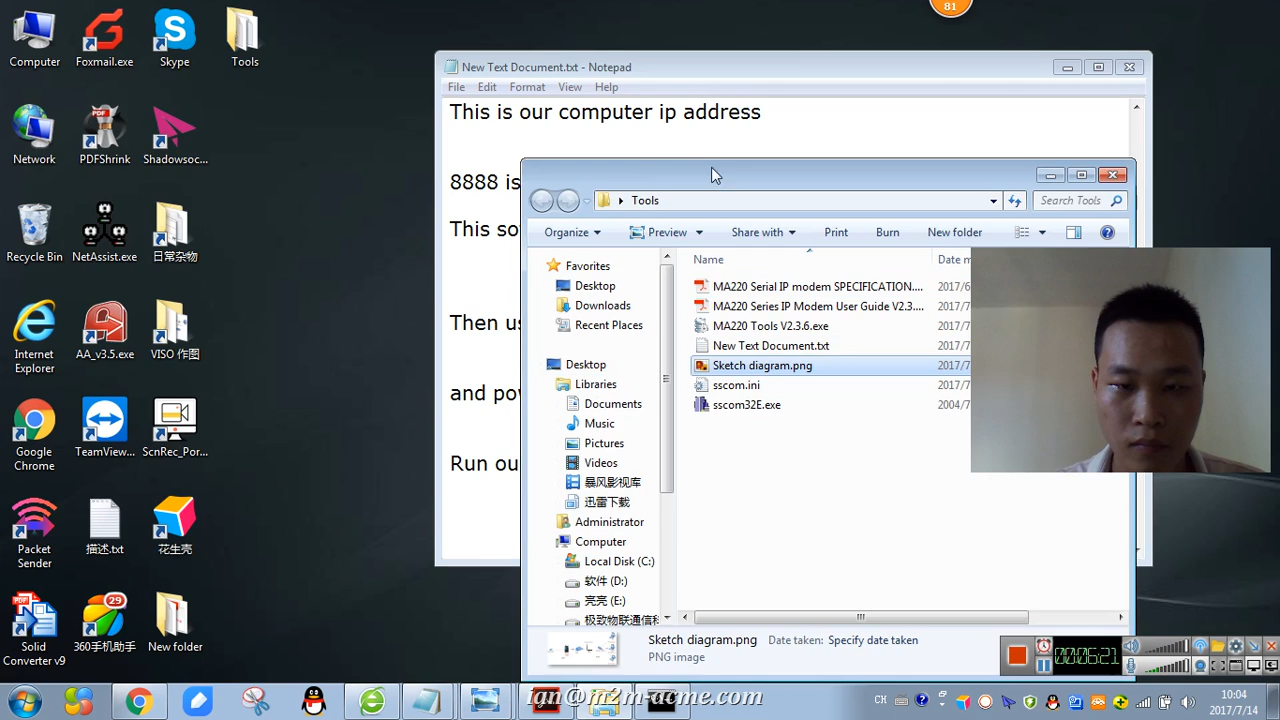 81
Computer
Foxmail.exe
Skype
Tools
Network
PDFShrink
Shadowsoc...
Recycle Bin
NetAssist.exe
日常杂物
Internet
Explorer
AA_v3.5.exe
VISO 作图
Google
Chrome
TeamView...
ScnRec_Por...
Packet
Sender
描述.txt
花生壳
Solid
Converter v9
29
360手机助手
New folder
New Text Document.txt - Notepad
File Edit Format View Help
This is our computer ip address
8888 is
This so
Then us
and pow
Run ou
Tools
Search Tools
Organize Preview Share with Print Burn New folder
Name
Date m
Favorites
Desktop
Downloads
Recent Places
Desktop
Libraries
Documents
Music
Pictures
Videos
暴风影视库
迅雷下载
Administrator
Computer
Local Disk (C:)
软件 (D:)
亮亮 (E:)
MA220 Serial IP modem SPECIFICATION.... 2017/6
MA220 Series IP Modem User Guide V2.3.... 2017/7
MA220 Tools V2.3.6.exe 2017/7
New Text Document.txt 2017/7
Sketch diagram.png 2017/7
sscom.ini 2017/7
sscom32E.exe 2004/7
Sketch diagram.png Date taken: Specify date taken
PNG image
00:06:21
ian@m2m-acme.com
CH
10:04
2017/7/14